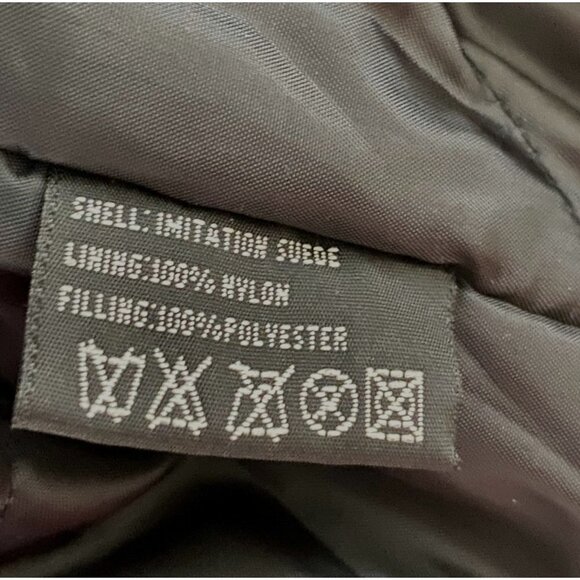 SHELL: IMITATION SUEDE
LINING:100% NYLON
FILLING:100%POLYESTER